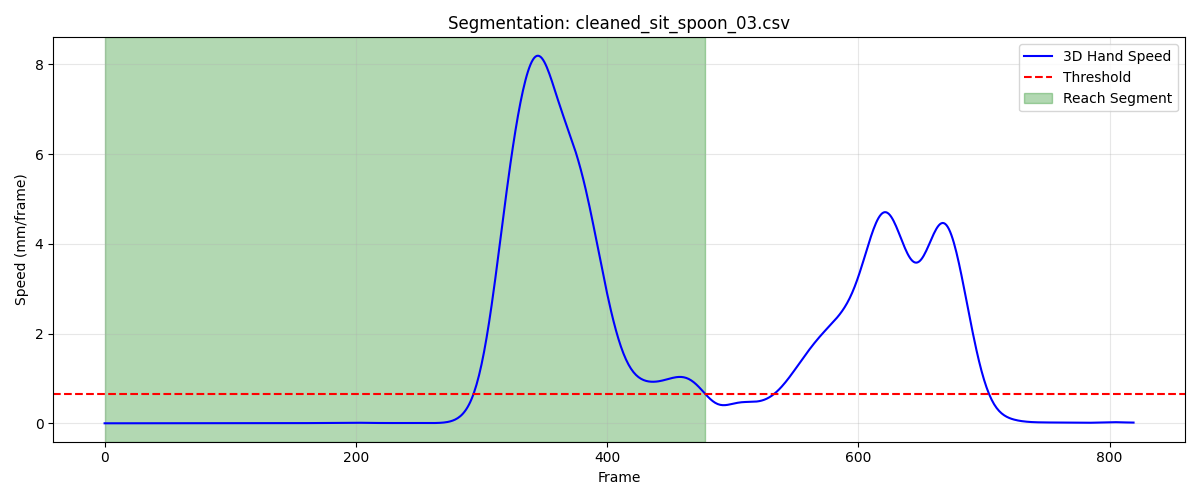 Segmentation: cleaned_sit_spoon_03.csv
Speed (mm/frame)
8
6
4
2
0
3D Hand Speed
Threshold
Reach Segment
0 200 400 600 800
Frame